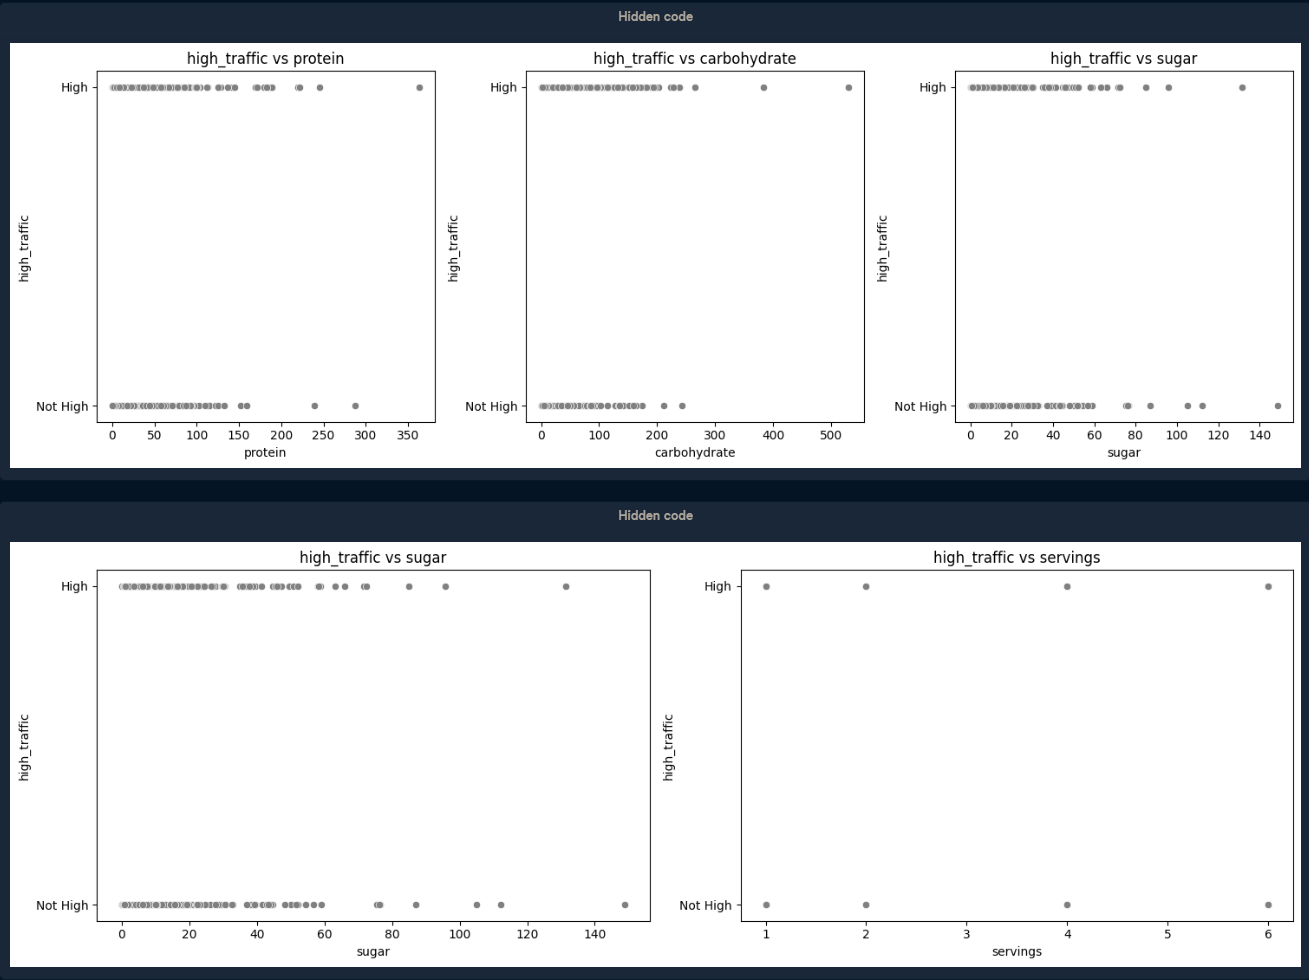 Hidden code
high_traffic vs protein
high_traffic vs carbohydrate
high_traffic vs sugar
High
High
High
high_traffic
high_traffic
high_traffic
Not High
Not High
Not High
0 50 100 150 200 250 300 350
0 100 200 300 400 500
0 20 40 60 80 100 120 140
protein
carbohydrate
sugar
Hidden code
high_traffic vs sugar
high_traffic vs servings
High
High
high_traffic
high_traffic
Not High
Not High
0 20 40 60 80 100 120 140
1 2 3 4 5 6
sugar
servings